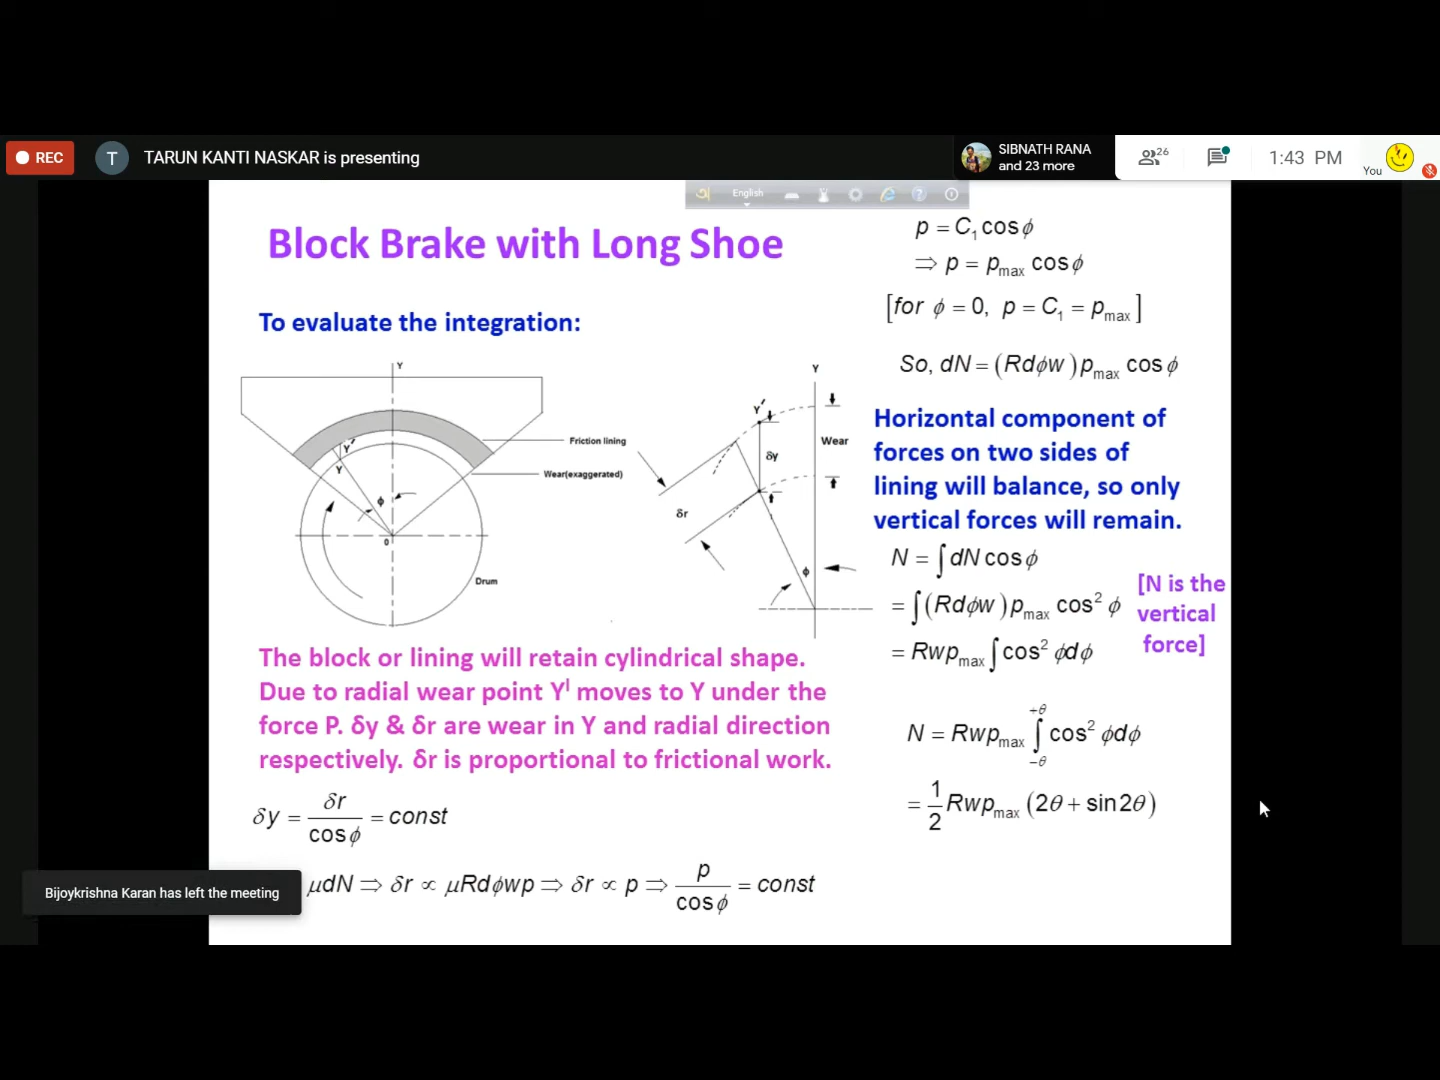 REC
T
TARUN KANTI NASKAR is presenting
SIBNATH RANA
and 23 more
26
1:43 PM
You
English
Block Brake with Long Shoe
To evaluate the integration:
Y
Y′
Y
ϕ
0
Friction lining
Wear(exaggerated)
Drum
Y
Y′
Wear
δy
δr
ϕ
The block or lining will retain cylindrical shape.
Due to radial wear point Y^l moves to Y under the
force P. δy & δr are wear in Y and radial direction
respectively. δr is proportional to frictional work.
δy = δr / cos ϕ = const
μdN ⇒ δr ∝ μRdϕwp ⇒ δr ∝ p ⇒ p / cos ϕ = const
Bijoykrishna Karan has left the meeting
p = C₁ cos ϕ
⇒ p = p_max cos ϕ
[for ϕ = 0, p = C₁ = p_max]
So, dN = (Rdϕw) p_max cos ϕ
Horizontal component of
forces on two sides of
lining will balance, so only
vertical forces will remain.
N = ∫ dN cos ϕ
= ∫ (Rdϕw) p_max cos² ϕ
= Rwp_max ∫ cos² ϕdϕ
[N is the
vertical
force]
N = Rwp_max ∫_{−θ}^{+θ} cos² ϕdϕ
= 1/2 Rwp_max (2θ + sin 2θ)